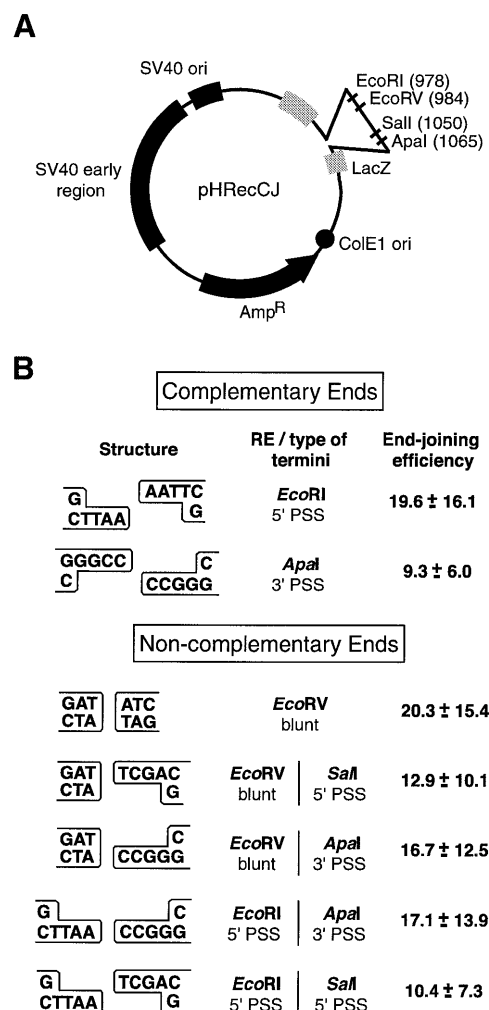 A
SV40 ori
EcoRI (978)
EcoRV (984)
SalI (1050)
ApaI (1065)
SV40 early
region
LacZ
pHRecCJ
ColE1 ori
AmpR
B
Complementary Ends
Structure
RE / type of
termini
End-joining
efficiency
G AATTC
CTTAA G
EcoRI
5' PSS
19.6 ± 16.1
GGGCC C
C CCGGG
ApaI
3' PSS
9.3 ± 6.0
Non-complementary Ends
GAT ATC
CTA TAG
EcoRV
blunt
20.3 ± 15.4
GAT TCGAC
CTA G
EcoRV SalI
blunt 5' PSS
12.9 ± 10.1
GAT C
CTA CCGGG
EcoRV ApaI
blunt 3' PSS
16.7 ± 12.5
G C
CTTAA CCGGG
EcoRI ApaI
5' PSS 3' PSS
17.1 ± 13.9
G TCGAC
CTTAA G
EcoRI SalI
5' PSS 5' PSS
10.4 ± 7.3